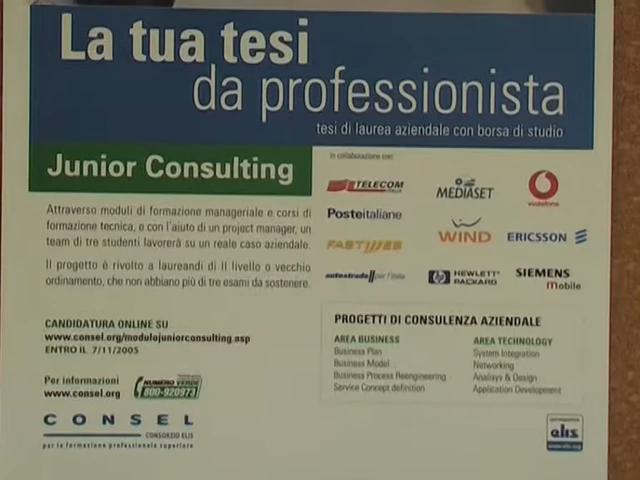 La tua tesi
da professionista
tesi di laurea aziendale con borsa di studio
Junior Consulting
Attraverso moduli di formazione manageriale e corsi di
formazione tecnica, e con l'aiuto di un project manager, un
team di tre studenti lavorerà su un reale caso aziendale.
Il progetto è rivolto a laureandi di II livello o vecchio
ordinamento, che non abbiano più di tre esami da sostenere.
in collaborazione con:
TELECOM
ITALIA
MEDIASET
vodafone
Posteitaliane
WIND
ERICSSON
FASTWEB
autostrade per l'italia
hp HEWLETT
PACKARD
SIEMENS
mobile
CANDIDATURA ONLINE SU
www.consel.org/modulojuniorconsulting.asp
ENTRO IL 7/11/2005
Per informazioni
www.consel.org
NUMERO VERDE
800-920973
CONSEL
CONSORZIO ELIS
per la formazione professionale superiore
PROGETTI DI CONSULENZA AZIENDALE
AREA BUSINESS
Business Plan
Business Model
Business Process Reengineering
Service Concept definition
AREA TECHNOLOGY
System Integration
Networking
Analisys & Design
Application Development
elis
www.elis.org